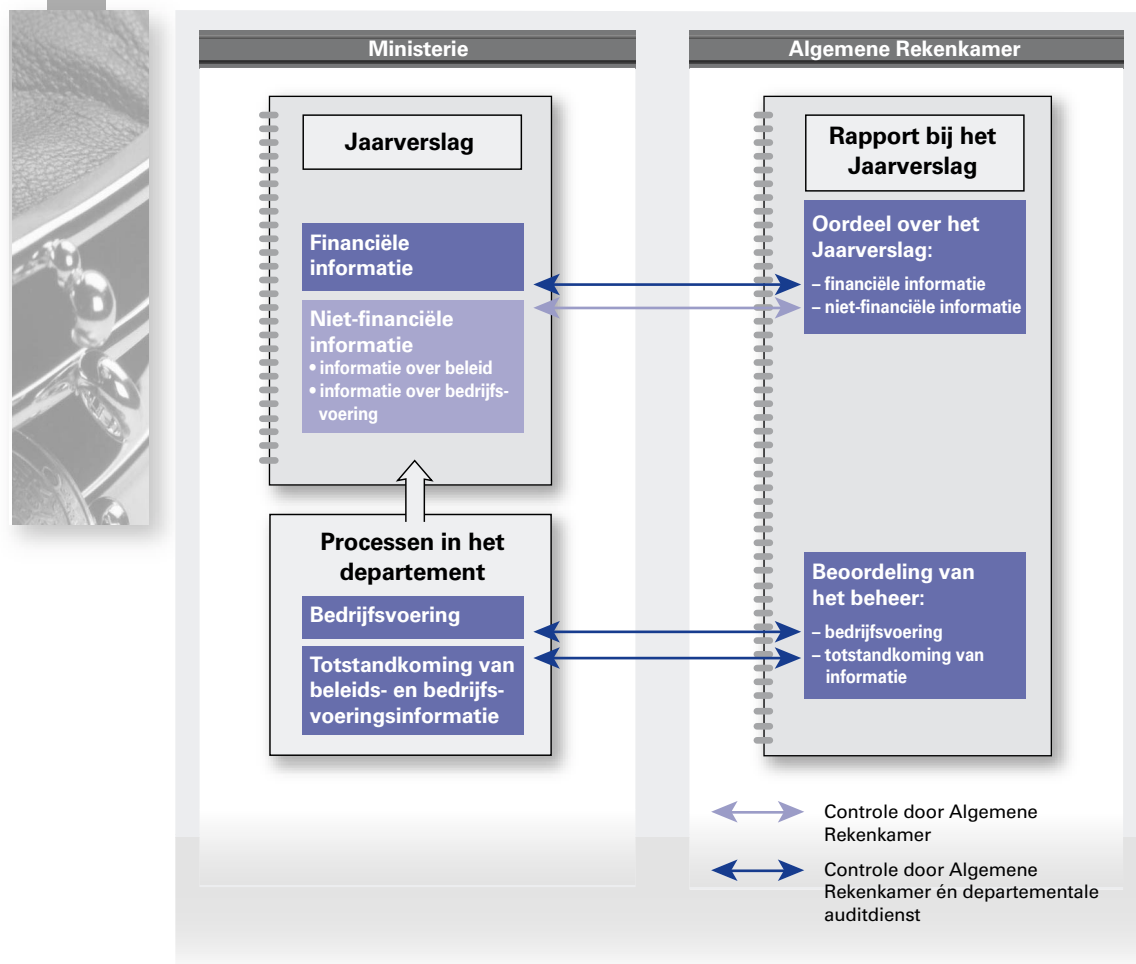 Ministerie
Jaarverslag
Financiële
informatie
Niet-financiële
informatie
• informatie over beleid
• informatie over bedrijfs-
voering
Processen in het
departement
Bedrijfsvoering
Totstandkoming van
beleids- en bedrijfs-
voeringsinformatie
Algemene Rekenkamer
Rapport bij het
Jaarverslag
Oordeel over het
Jaarverslag:
– financiële informatie
– niet-financiële informatie
Beoordeling van
het beheer:
– bedrijfsvoering
– totstandkoming van
informatie
Controle door Algemene
Rekenkamer
Controle door Algemene
Rekenkamer én departementale
auditdienst